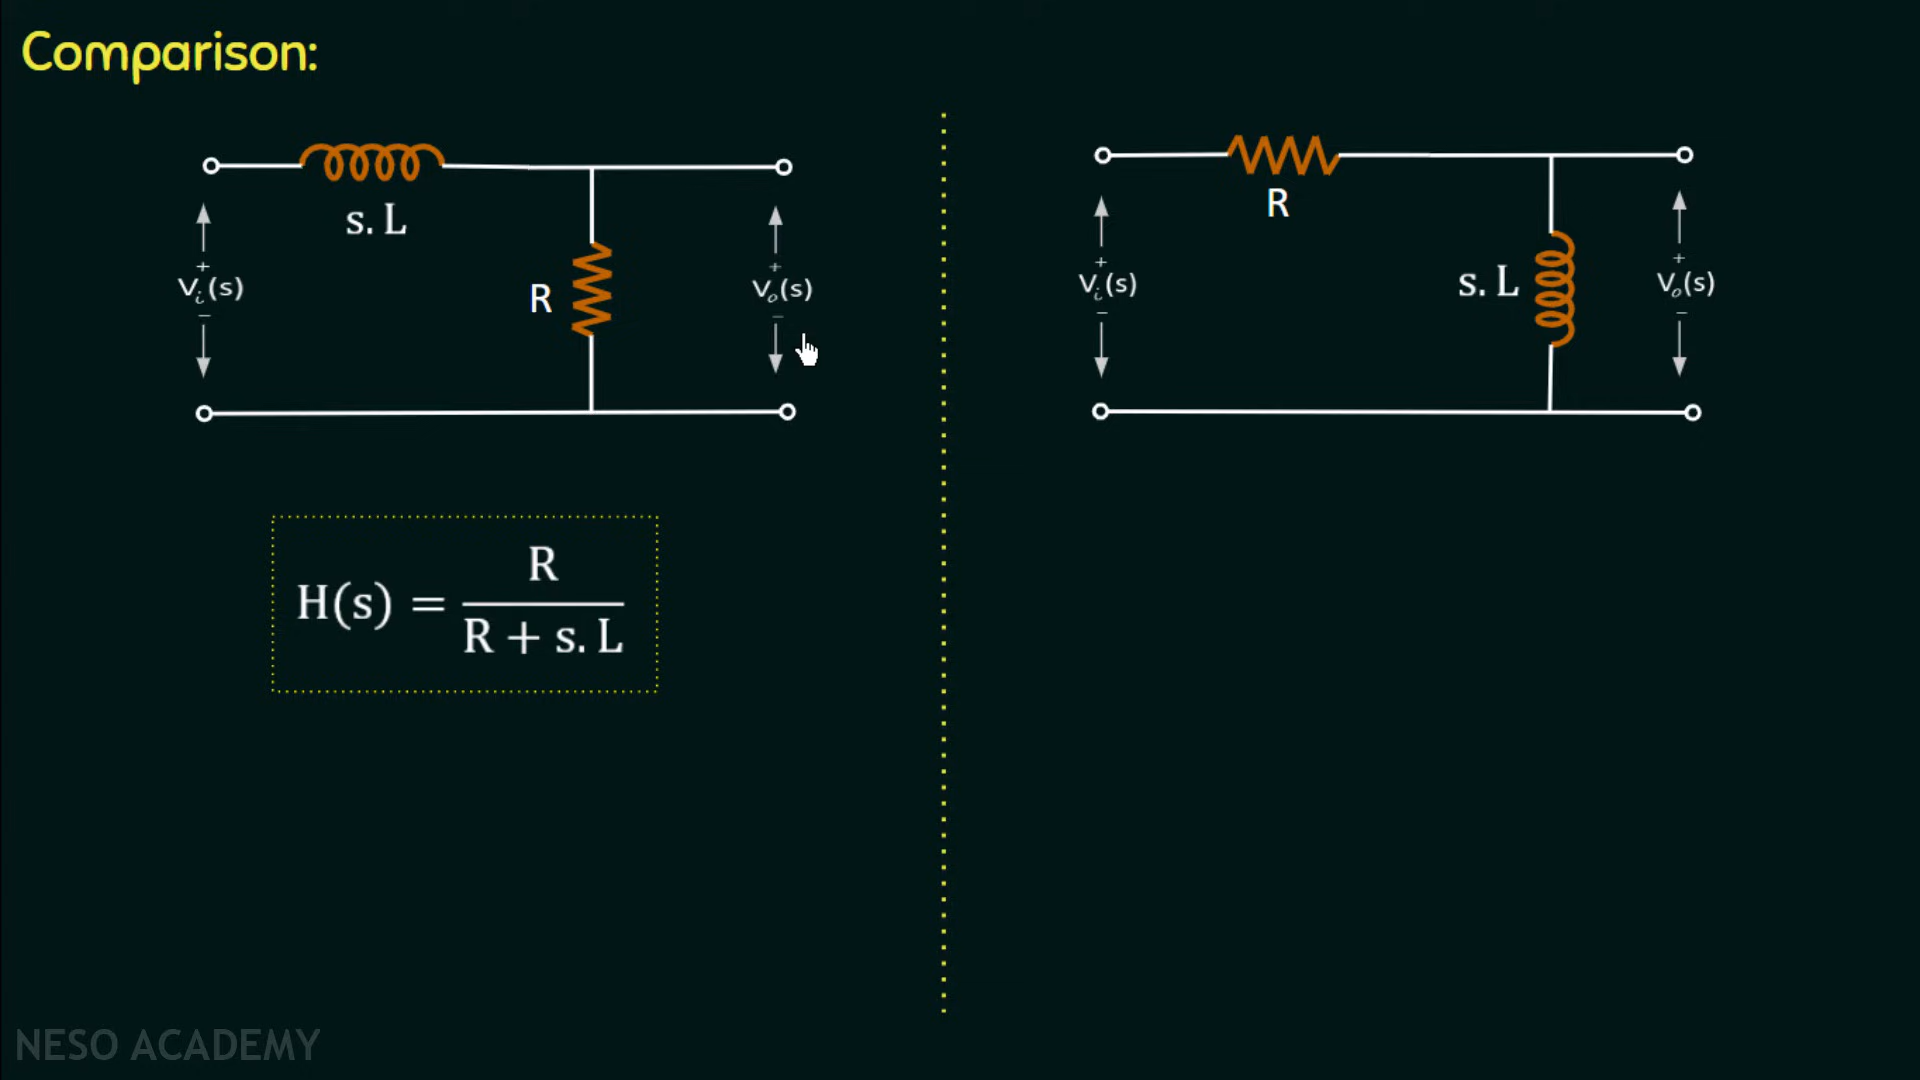 Comparison:
s. L
+
Vᵢ(s)
−
R
+
Vₒ(s)
−
R
+
Vᵢ(s)
−
s. L
+
Vₒ(s)
−
H(s) = R / (R + s. L)
NESO ACADEMY